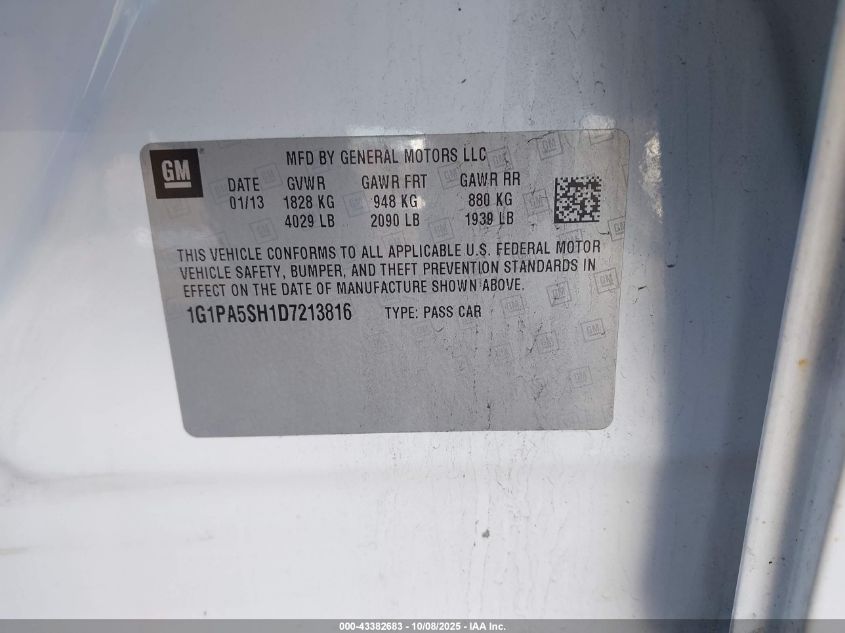 GM
MFD BY GENERAL MOTORS LLC
DATE GVWR GAWR FRT GAWR RR
01/13 1828 KG 948 KG 880 KG
4029 LB 2090 LB 1939 LB
THIS VEHICLE CONFORMS TO ALL APPLICABLE U.S. FEDERAL MOTOR
VEHICLE SAFETY, BUMPER, AND THEFT PREVENTION STANDARDS IN
EFFECT ON THE DATE OF MANUFACTURE SHOWN ABOVE.
1G1PA5SH1D7213816 TYPE: PASS CAR
000-43382683 - 10/08/2025 - IAA Inc.